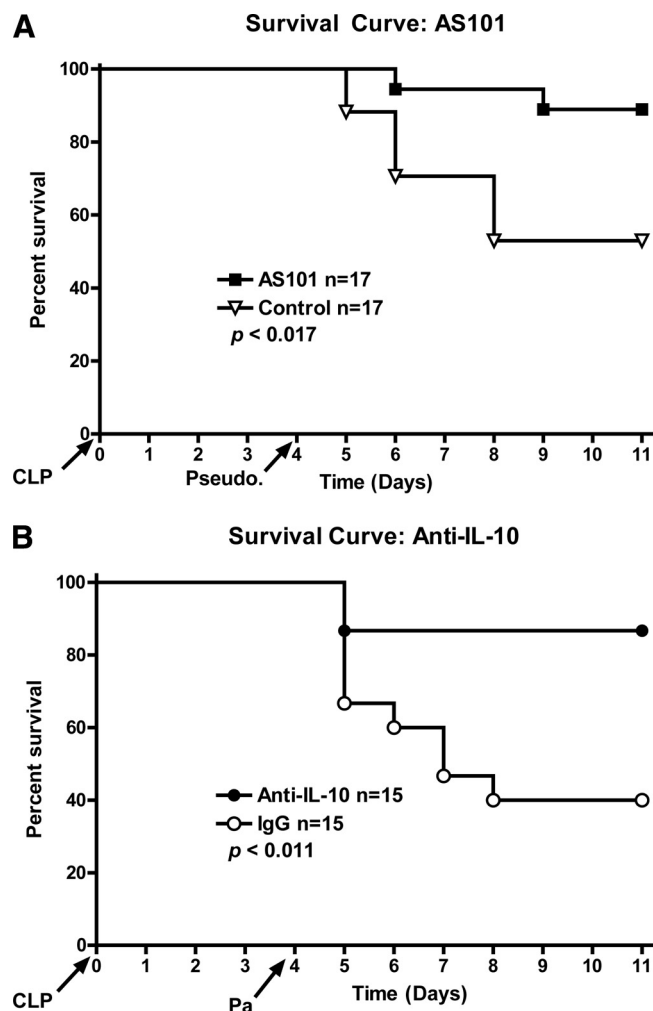 A
Survival Curve: AS101
Percent survival
100
80
60
40
20
0
AS101 n=17
Control n=17
p < 0.017
0 1 2 3 4 5 6 7 8 9 10 11
CLP
Pseudo.
Time (Days)
B
Survival Curve: Anti-IL-10
Percent survival
100
80
60
40
20
0
Anti-IL-10 n=15
IgG n=15
p < 0.011
0 1 2 3 4 5 6 7 8 9 10 11
CLP
Pa
Time (Days)